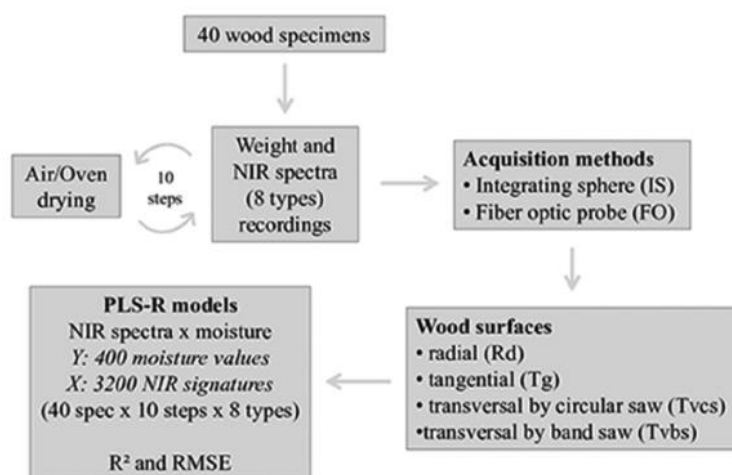 40 wood specimens
Air/Oven
drying
10
steps
Weight and
NIR spectra
(8 types)
recordings
Acquisition methods
• Integrating sphere (IS)
• Fiber optic probe (FO)
Wood surfaces
• radial (Rd)
• tangential (Tg)
• transversal by circular saw (Tvcs)
•transversal by band saw (Tvbs)
PLS-R models
NIR spectra x moisture
Y: 400 moisture values
X: 3200 NIR signatures
(40 spec x 10 steps x 8 types)
R² and RMSE